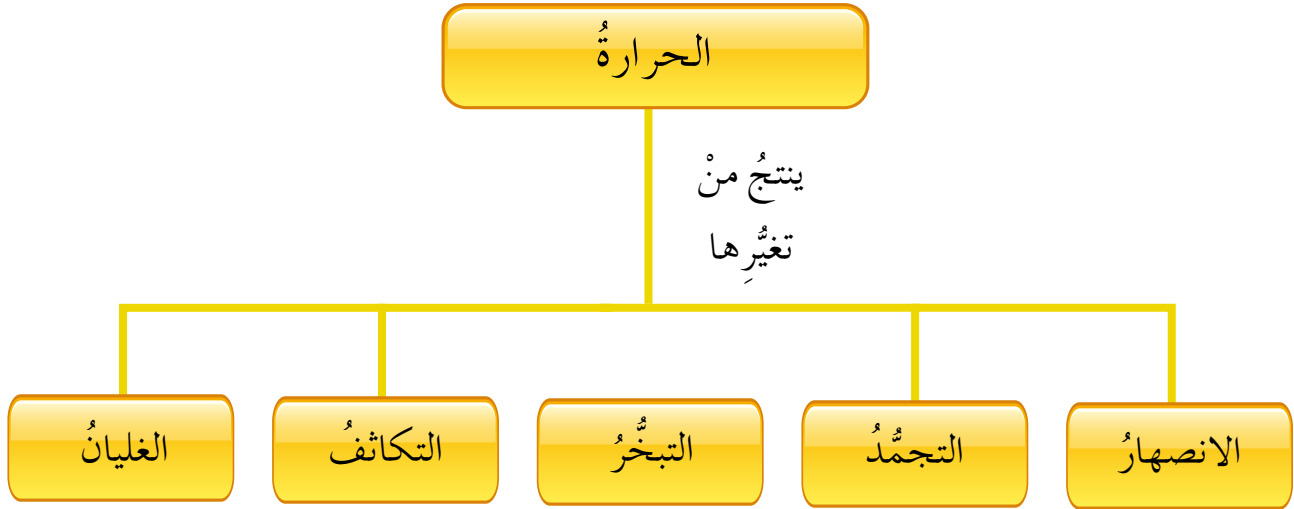 الحرارةُ
ينتجُ منْ
تغيُّرِها
الانصهارُ
التجمُّدُ
التبخُّرُ
التكاثفُ
الغليانُ